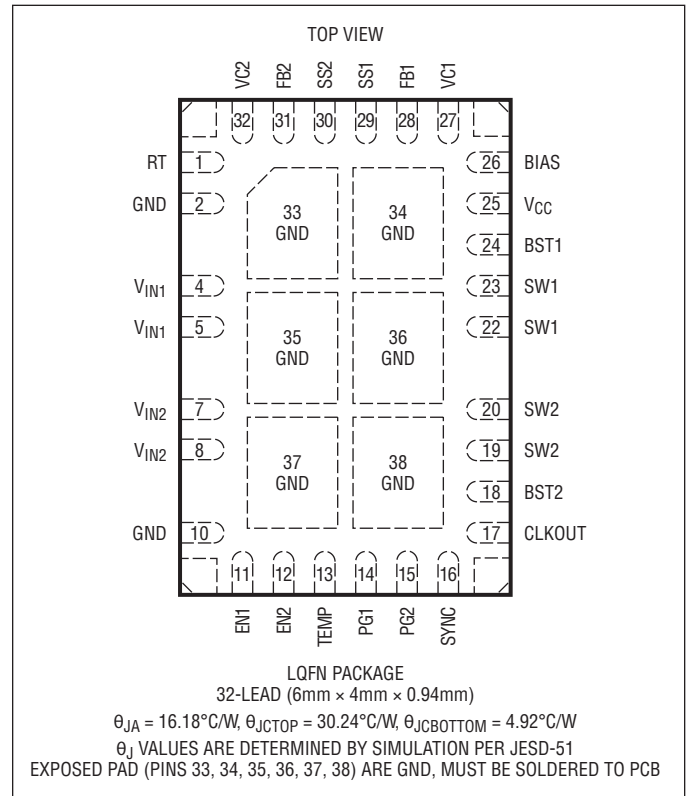 TOP VIEW
VC2 FB2 SS2 SS1 FB1 VC1
32 31 30 29 28 27
RT 1 26 BIAS
GND 2 33 34 25 VCC
GND GND
24 BST1
VIN1 4 23 SW1
VIN1 5 35 36 22 SW1
GND GND
VIN2 7 20 SW2
VIN2 8 19 SW2
37 38
GND GND
18 BST2
GND 10 17 CLKOUT
11 12 13 14 15 16
EN1 EN2 TEMP PG1 PG2 SYNC
LQFN PACKAGE
32-LEAD (6mm × 4mm × 0.94mm)
θJA = 16.18°C/W, θJCTOP = 30.24°C/W, θJCBOTTOM = 4.92°C/W
θJ VALUES ARE DETERMINED BY SIMULATION PER JESD-51
EXPOSED PAD (PINS 33, 34, 35, 36, 37, 38) ARE GND, MUST BE SOLDERED TO PCB